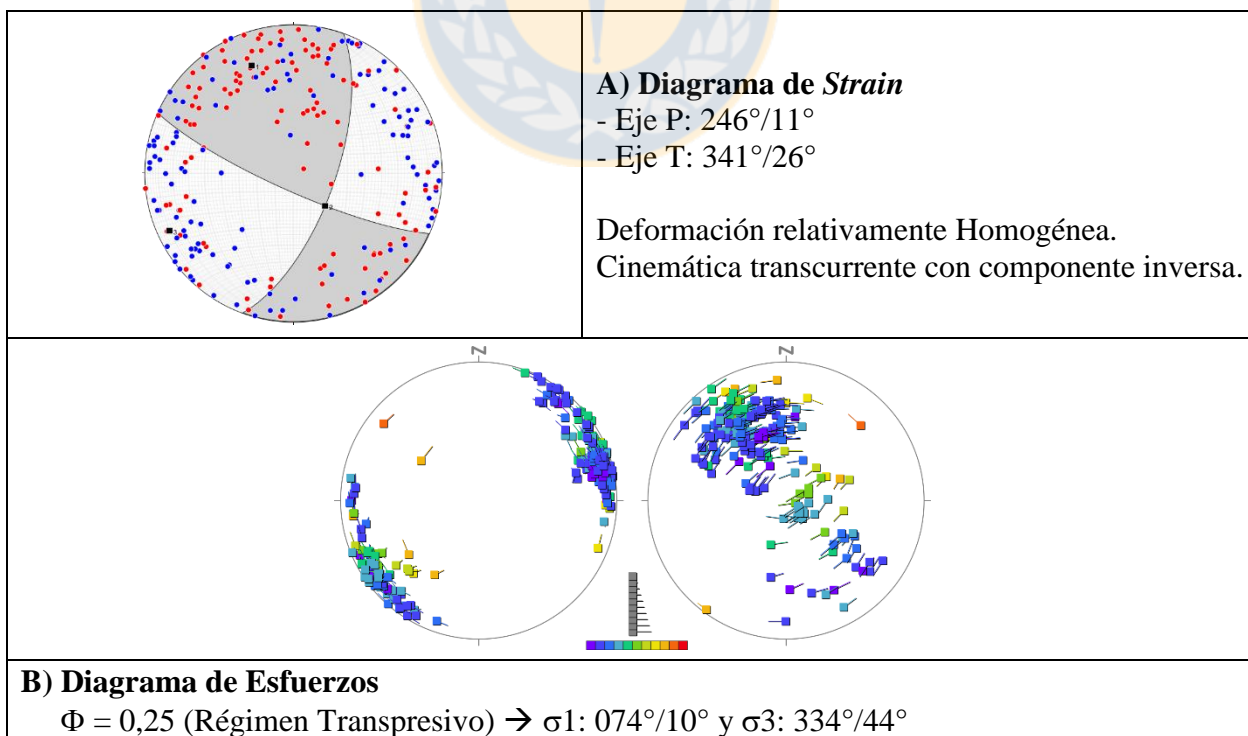 A) Diagrama de Strain
- Eje P: 246°/11°
- Eje T: 341°/26°
Deformación relativamente Homogénea.
Cinemática transcurrente con componente inversa.
N
N
B) Diagrama de Esfuerzos
Φ = 0,25 (Régimen Transpresivo) → σ1: 074°/10° y σ3: 334°/44°